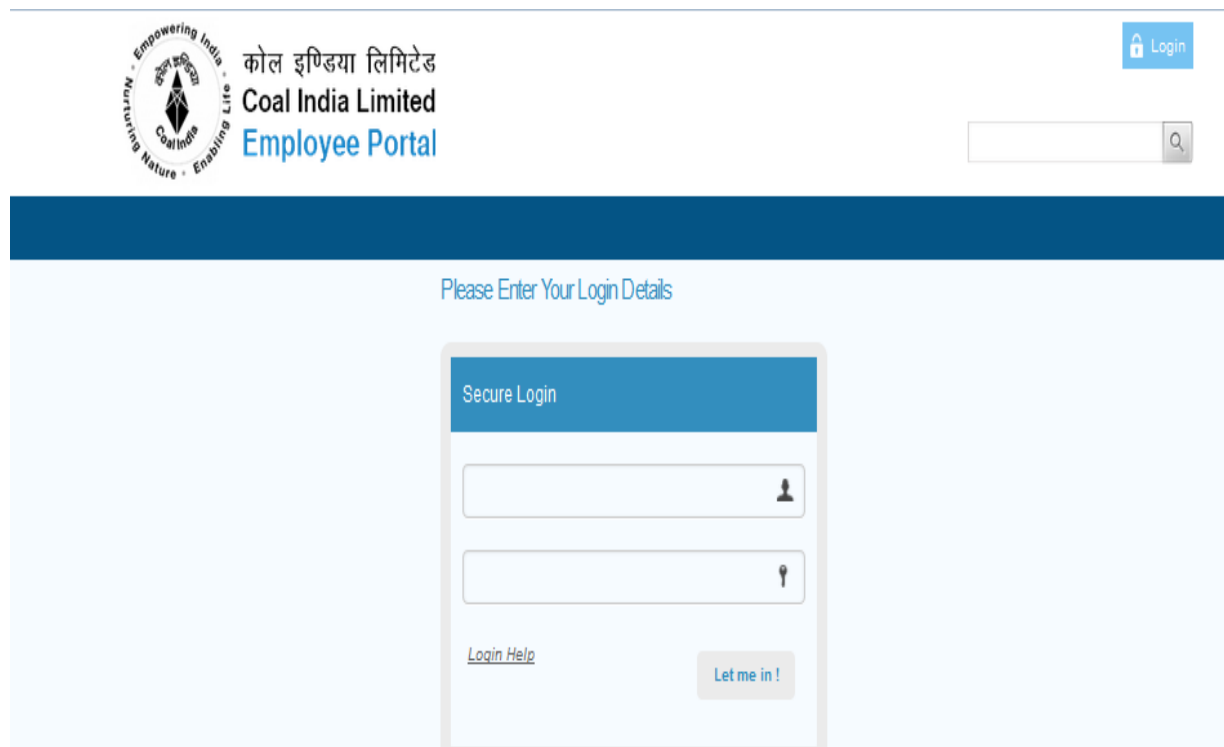 Empowering India - Enabling Life - Nurturing Nature -
कोल इण्डिया
Coal India
कोल इण्डिया लिमिटेड
Coal India Limited
Employee Portal
Login
Please Enter Your Login Details
Secure Login
Login Help
Let me in !